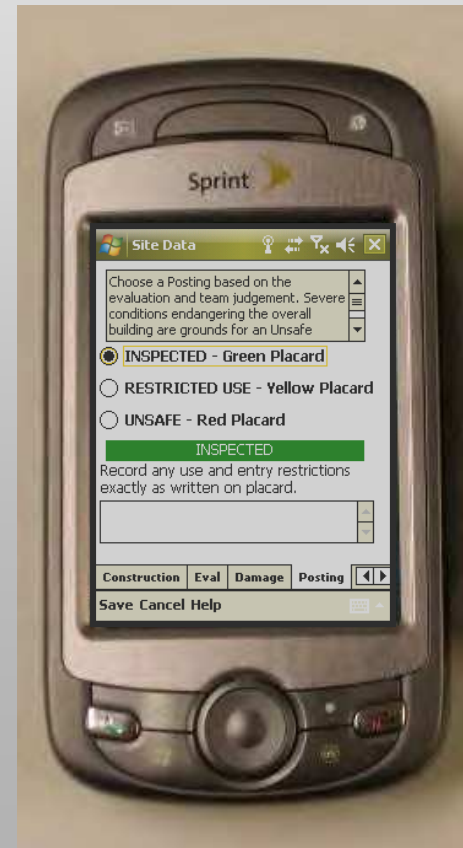 Sprint
Site Data
Choose a Posting based on the
evaluation and team judgement. Severe
conditions endangering the overall
building are grounds for an Unsafe
INSPECTED - Green Placard
RESTRICTED USE - Yellow Placard
UNSAFE - Red Placard
INSPECTED
Record any use and entry restrictions
exactly as written on placard.
Construction Eval Damage Posting
Save Cancel Help